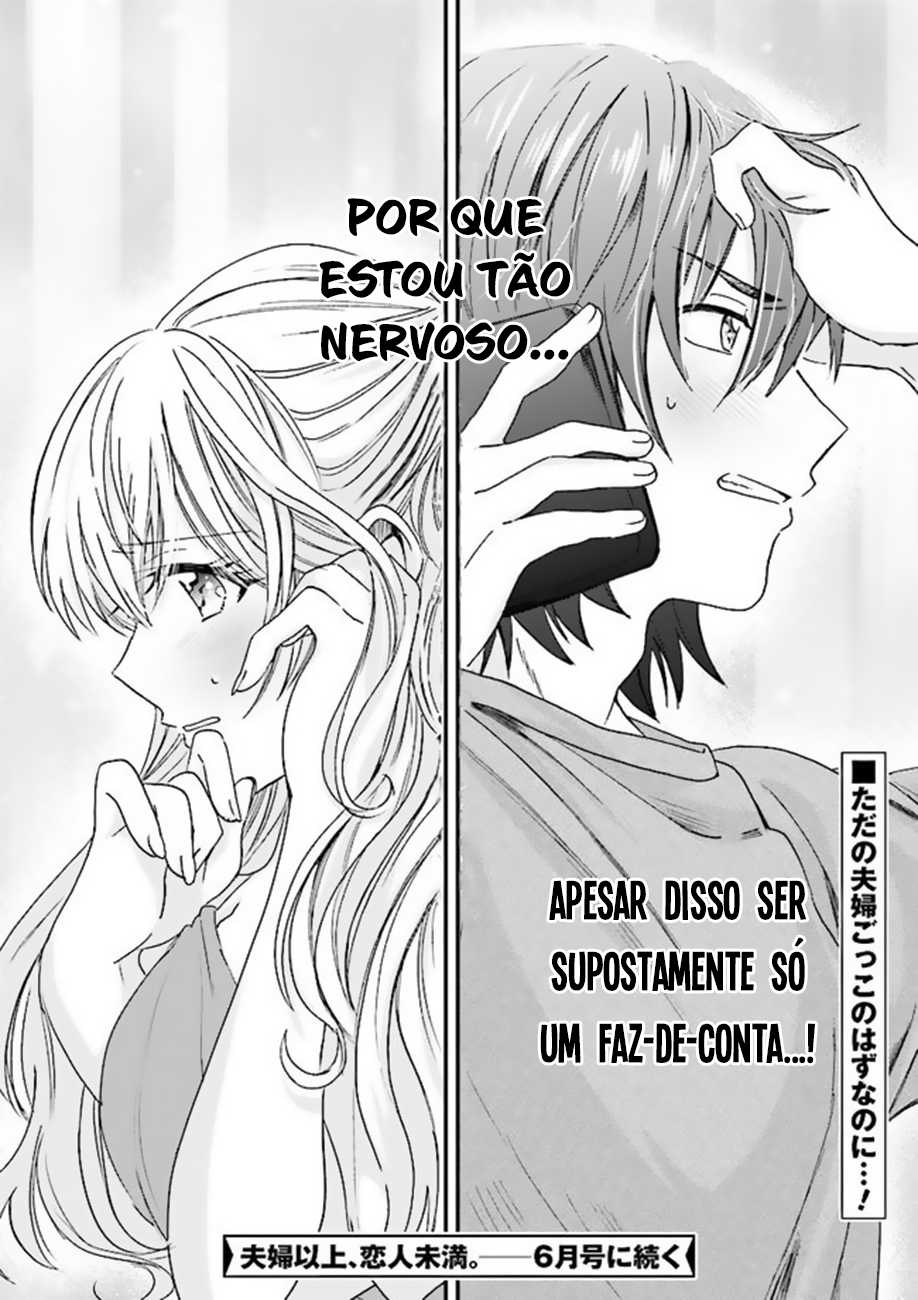 POR QUE
ESTOU TÃO
NERVOSO...
■ただの夫婦ごっこのはずなのに…!
APESAR DISSO SER
SUPOSTAMENTE SÓ
UM FAZ-DE-CONTA...!
夫婦以上、恋人未満。──6月号に続く